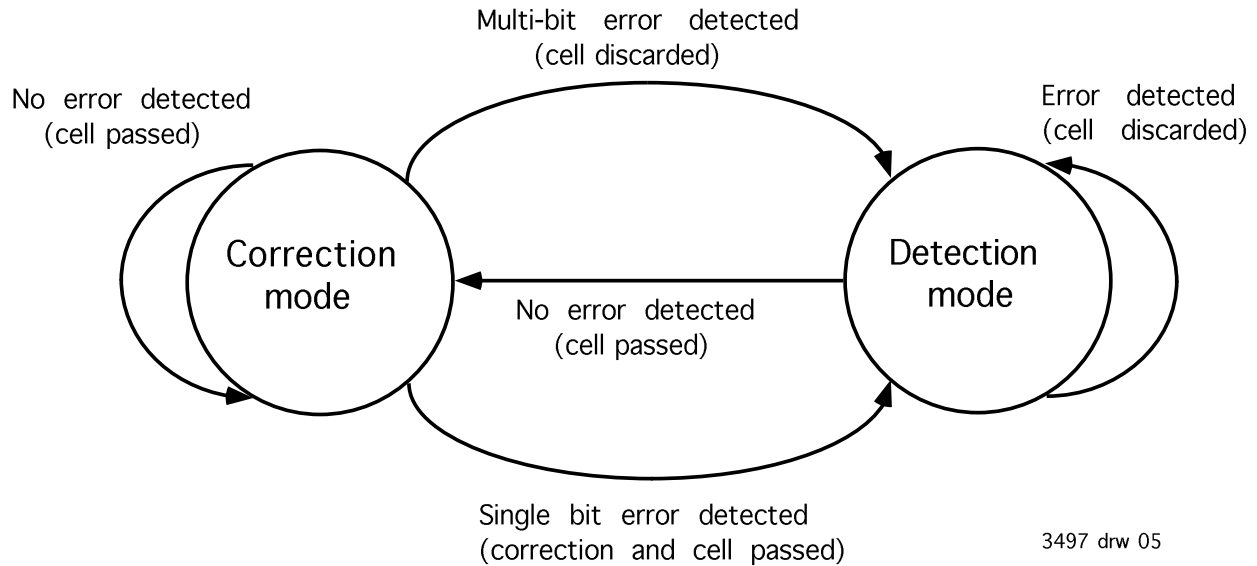 Multi-bit error detected
(cell discarded)
No error detected
(cell passed)
Error detected
(cell discarded)
Correction
mode
Detection
mode
No error detected
(cell passed)
Single bit error detected
(correction and cell passed)
3497 drw 05